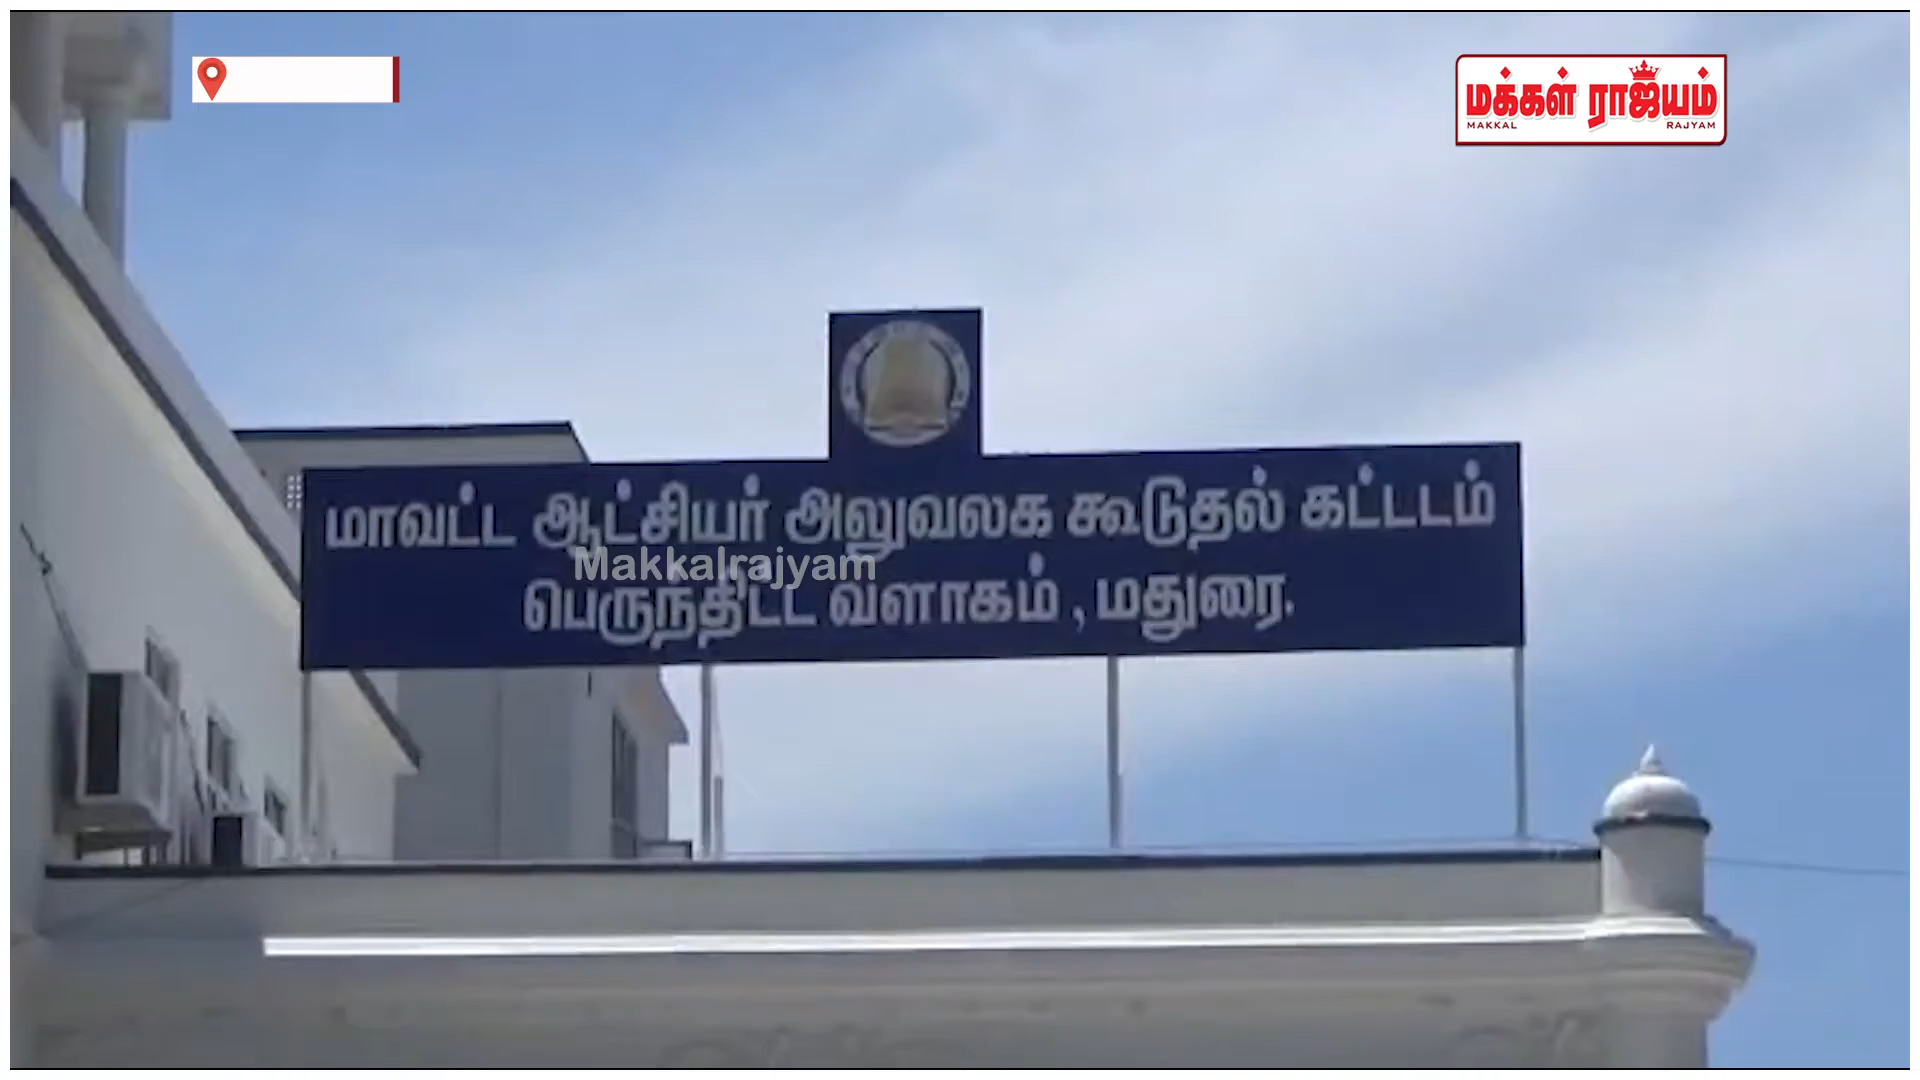 மக்கள் ராஜ்யம்
MAKKAL RAJYAM
மாவட்ட ஆட்சியர் அலுவலக கூடுதல் கட்டடம்
Makkalrajyam
பெருந்திட்ட வளாகம் , மதுரை.